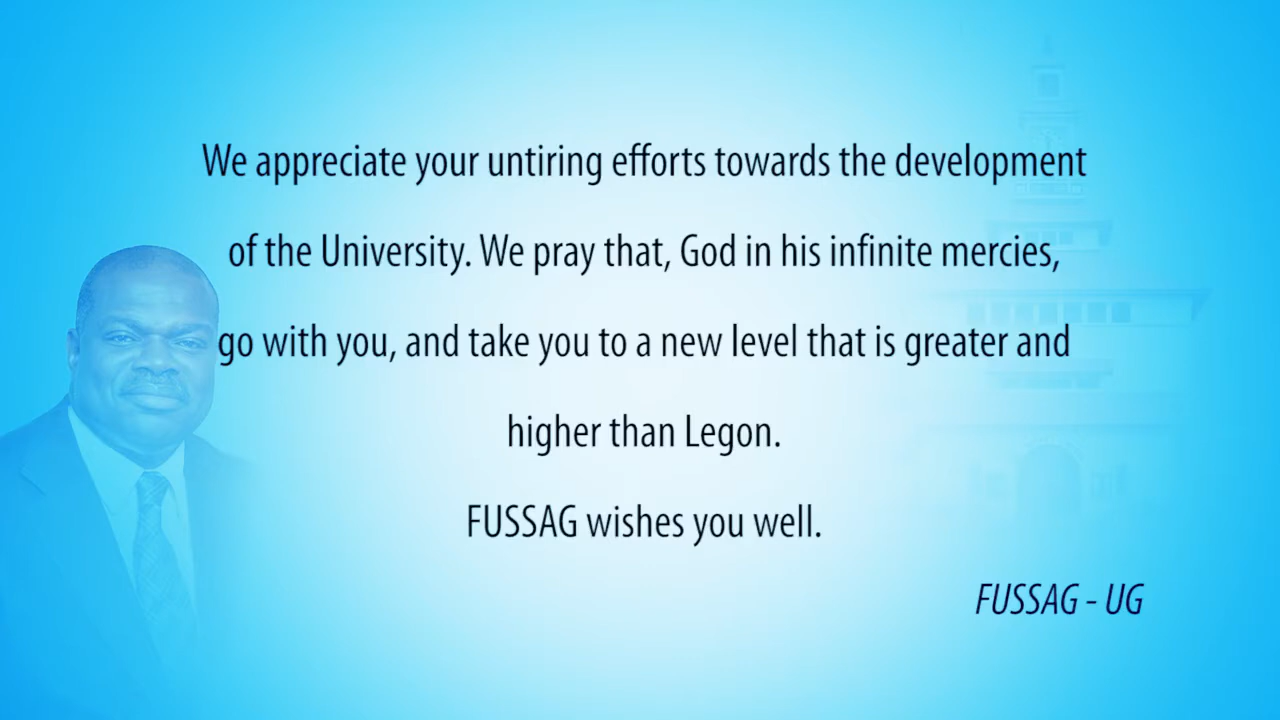 We appreciate your untiring efforts towards the development
of the University. We pray that, God in his infinite mercies,
go with you, and take you to a new level that is greater and
higher than Legon.
FUSSAG wishes you well.
FUSSAG - UG